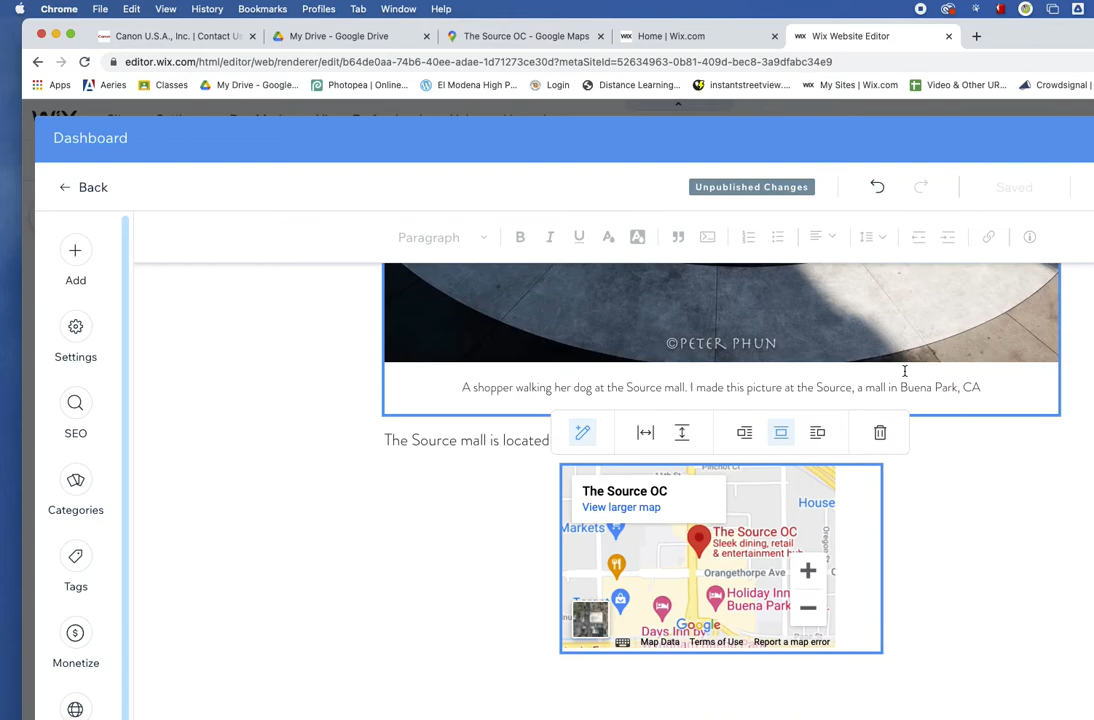 Chrome File Edit View History Bookmarks Profiles Tab Window Help
Canon U.S.A., Inc. | Contact Us
My Drive - Google Drive
The Source OC - Google Maps
WIX Home | Wix.com
WIX Wix Website Editor
editor.wix.com/html/editor/web/renderer/edit/b64de0aa-74b6-40ee-adae-1d71273ce30d?metaSiteId=52634963-0b81-409d-bec8-3a9dfabc34e9
Apps Aeries Classes My Drive - Google... Photopea | Online... El Modena High P... Login Distance Learning... instantstreetview.... WIX My Sites | Wix.com Video & Other UR... Crowdsignal |
Dashboard
Back
Unpublished Changes
Saved
Paragraph
Add
Settings
SEO
Categories
Tags
Monetize
©PETER PHUN
A shopper walking her dog at the Source mall. I made this picture at the Source, a mall in Buena Park, CA
The Source mall is located
The Source OC
View larger map
House
Markets
The Source OC
Sleek dining, retail
& entertainment hub
Orangethorpe Ave
Holiday Inn
Buena Park
Days Inn by
Google
Map Data Terms of Use Report a map error